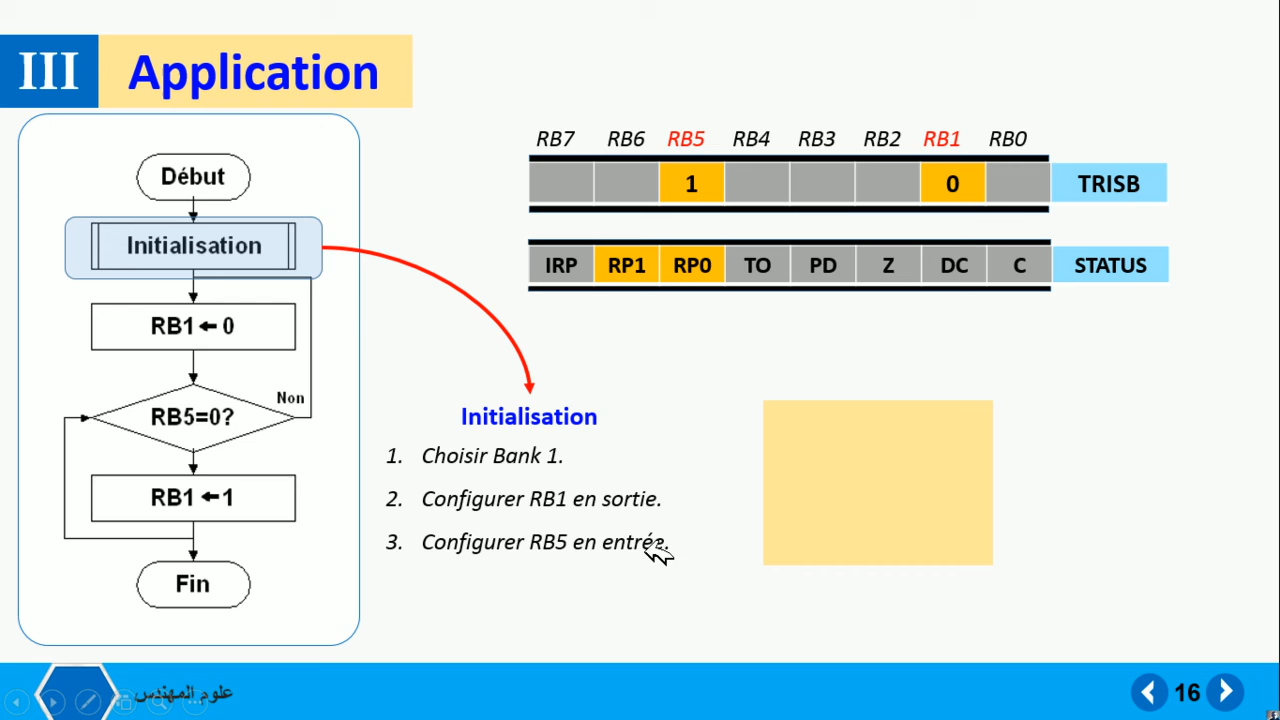 III
Application
Début
Initialisation
RB1 ← 0
Non
RB5=0?
RB1 ← 1
Fin
RB7 RB6 RB5 RB4 RB3 RB2 RB1 RB0
1 0 TRISB
IRP RP1 RP0 TO PD Z DC C STATUS
Initialisation
1. Choisir Bank 1.
2. Configurer RB1 en sortie.
3. Configurer RB5 en entrée.
علوم المهندس
16